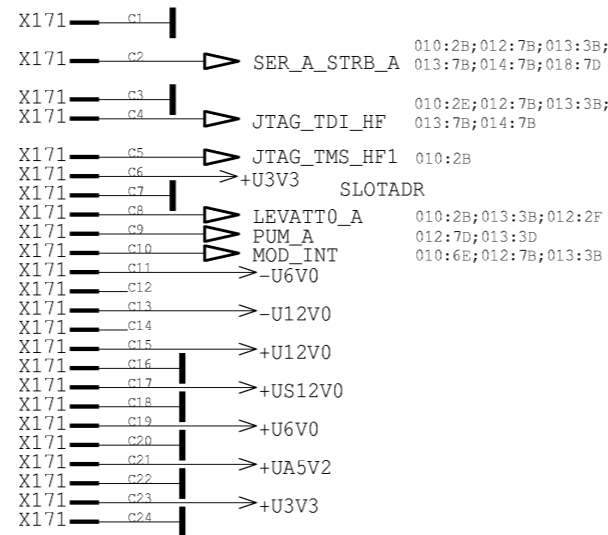 X171 C1
010:2B;012:7B;013:3B;
X171 C2 SER_A_STRB_A 013:7B;014:7B;018:7D
X171 C3 010:2E;012:7B;013:3B;
X171 C4 JTAG_TDI_HF 013:7B;014:7B
X171 C5 JTAG_TMS_HF1 010:2B
X171 C6 +U3V3
X171 C7 SLOTADR
X171 C8 LEVATT0_A 010:2B;013:3B;012:2F
X171 C9 PUM_A 012:7D;013:3D
X171 C10 MOD_INT 010:6E;012:7B;013:3B
X171 C11 -U6V0
X171 C12
X171 C13 -U12V0
X171 C14
X171 C15 +U12V0
X171 C16
X171 C17 +US12V0
X171 C18
X171 C19 +U6V0
X171 C20
X171 C21 +UA5V2
X171 C22
X171 C23 +U3V3
X171 C24